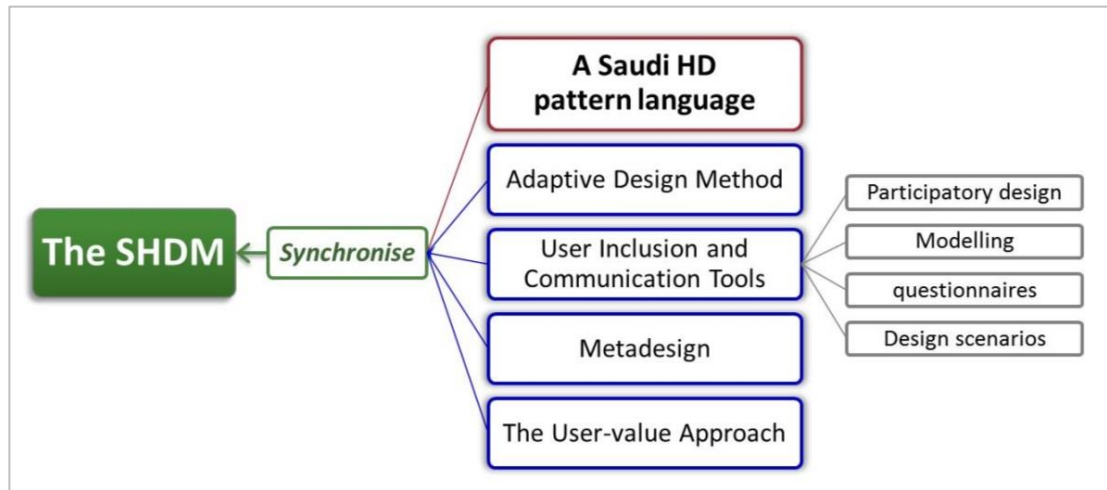 The SHDM
Synchronise
A Saudi HD
pattern language
Adaptive Design Method
User Inclusion and
Communication Tools
Metadesign
The User-value Approach
Participatory design
Modelling
questionnaires
Design scenarios